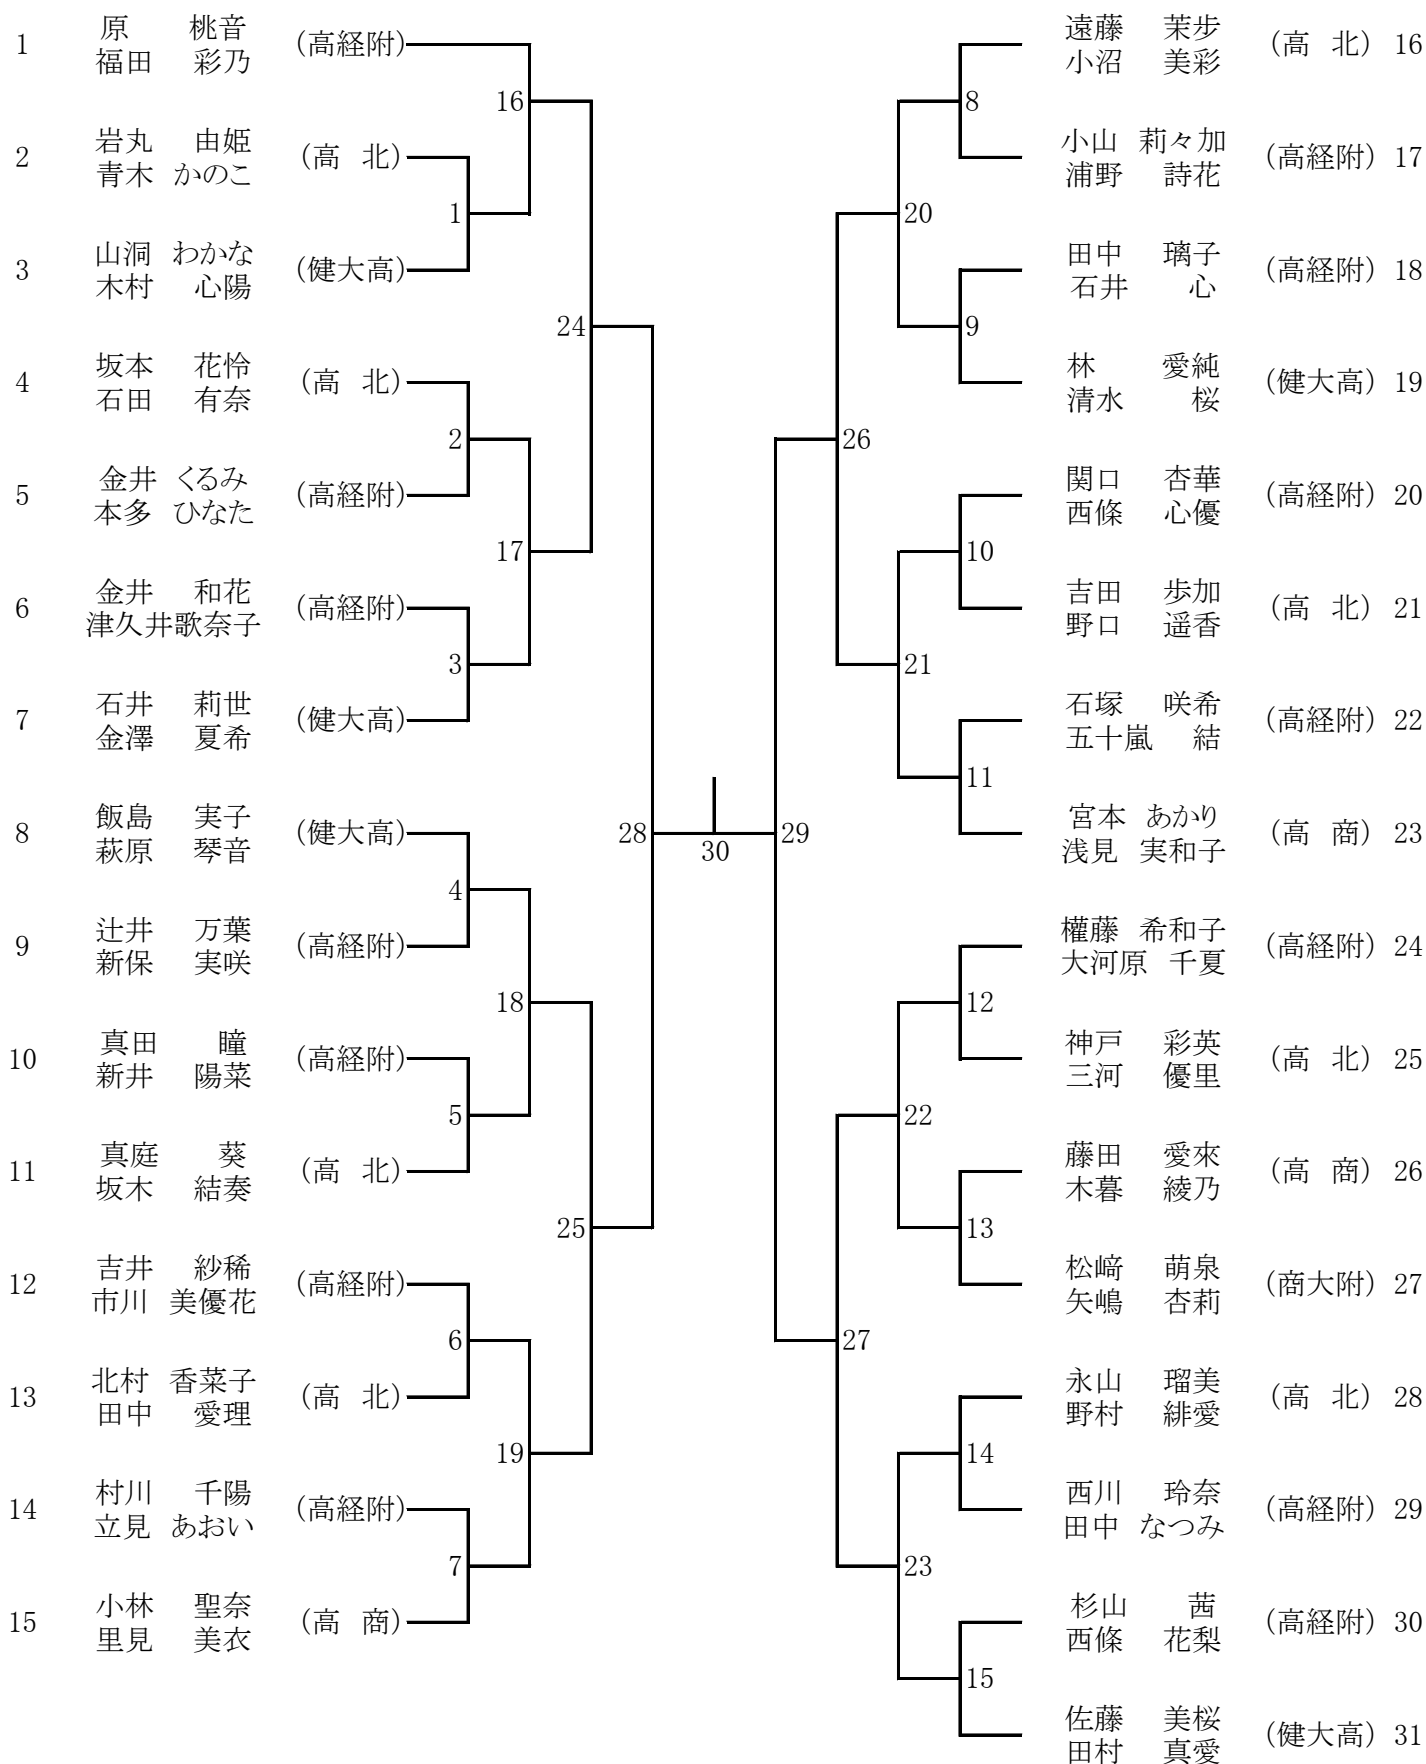 1 原 桃音 (高経附)
福田 彩乃
2 岩丸 由姫 (高 北)
青木 かのこ
3 山洞 わかな (健大高)
木村 心陽
4 坂本 花怜 (高 北)
石田 有奈
5 金井 くるみ (高経附)
本多 ひなた
6 金井 和花 (高経附)
津久井歌奈子
7 石井 莉世 (健大高)
金澤 夏希
8 飯島 実子 (健大高)
萩原 琴音
9 辻井 万葉 (高経附)
新保 実咲
10 真田 瞳 (高経附)
新井 陽菜
11 真庭 葵 (高 北)
坂木 結奏
12 吉井 紗稀 (高経附)
市川 美優花
13 北村 香菜子 (高 北)
田中 愛理
14 村川 千陽 (高経附)
立見 あおい
15 小林 聖奈 (高 商)
里見 美衣
1
2
3
4
5
6
7
16
17
18
19
24
25
28
30
29
26
27
20
21
22
23
8
9
10
11
12
13
14
15
遠藤 茉歩 (高 北) 16
小沼 美彩
小山 莉々加 (高経附) 17
浦野 詩花
田中 璃子 (高経附) 18
石井 心
林 愛純 (健大高) 19
清水 桜
関口 杏華 (高経附) 20
西條 心優
吉田 歩加 (高 北) 21
野口 遥香
石塚 咲希 (高経附) 22
五十嵐 結
宮本 あかり (高 商) 23
浅見 実和子
権藤 希和子 (高経附) 24
大河原 千夏
神戸 彩英 (高 北) 25
三河 優里
藤田 愛來 (高 商) 26
木暮 綾乃
松﨑 萌泉 (商大附) 27
矢嶋 杏莉
永山 瑠美 (高 北) 28
野村 緋愛
西川 玲奈 (高経附) 29
田中 なつみ
杉山 茜 (高経附) 30
西條 花梨
佐藤 美桜 (健大高) 31
田村 真愛